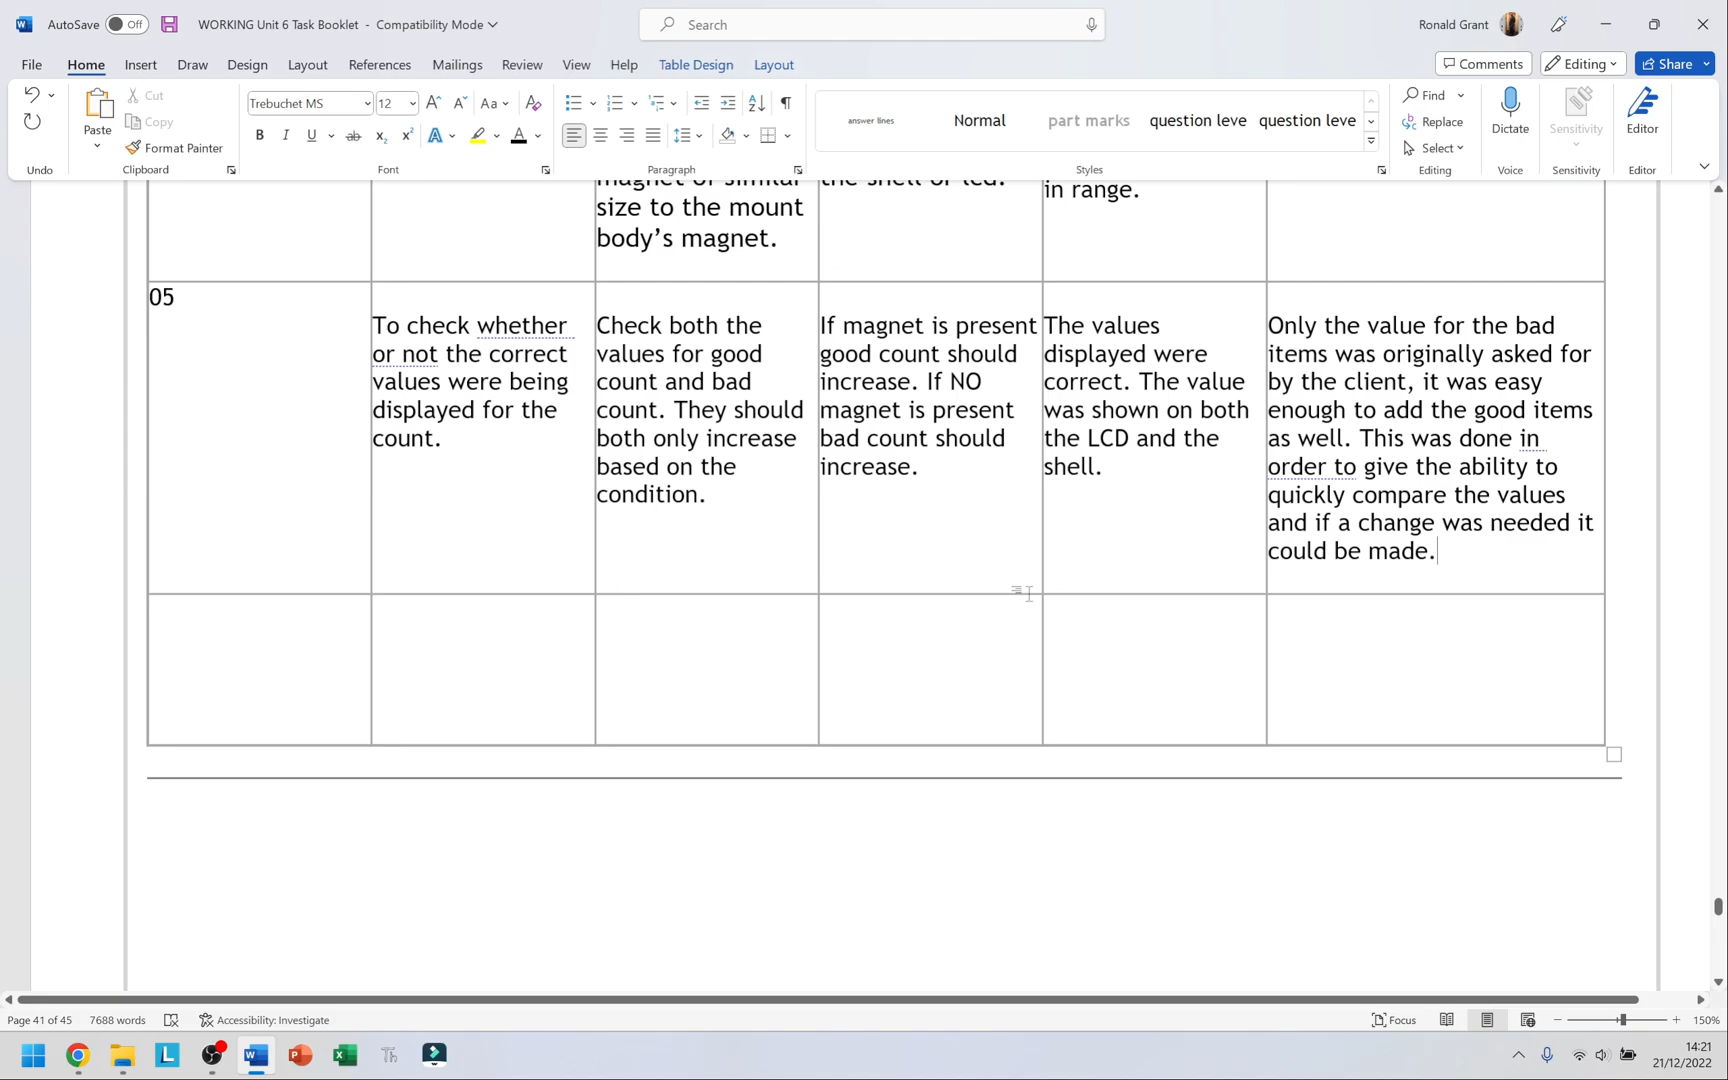 AutoSave Off WORKING Unit 6 Task Booklet - Compatibility Mode Search Ronald Grant
File Home Insert Draw Design Layout References Mailings Review View Help Table Design Layout Comments Editing Share
Cut
Copy
Format Painter
Paste
Trebuchet MS 12
answer lines Normal part marks question leve question leve
Find
Replace
Select
Dictate Sensitivity Editor
Undo Clipboard Font Paragraph Styles Editing Voice Sensitivity Editor
magnet of similar
size to the mount
body's magnet.
the shell or lcd.
in range.
05
To check whether
or not the correct
values were being
displayed for the
count.
Check both the
values for good
count and bad
count. They should
both only increase
based on the
condition.
If magnet is present
good count should
increase. If NO
magnet is present
bad count should
increase.
The values
displayed were
correct. The value
was shown on both
the LCD and the
shell.
Only the value for the bad
items was originally asked for
by the client, it was easy
enough to add the good items
as well. This was done in
order to give the ability to
quickly compare the values
and if a change was needed it
could be made.
Page 41 of 45 7688 words Accessibility: Investigate Focus 150%
14:21
21/12/2022